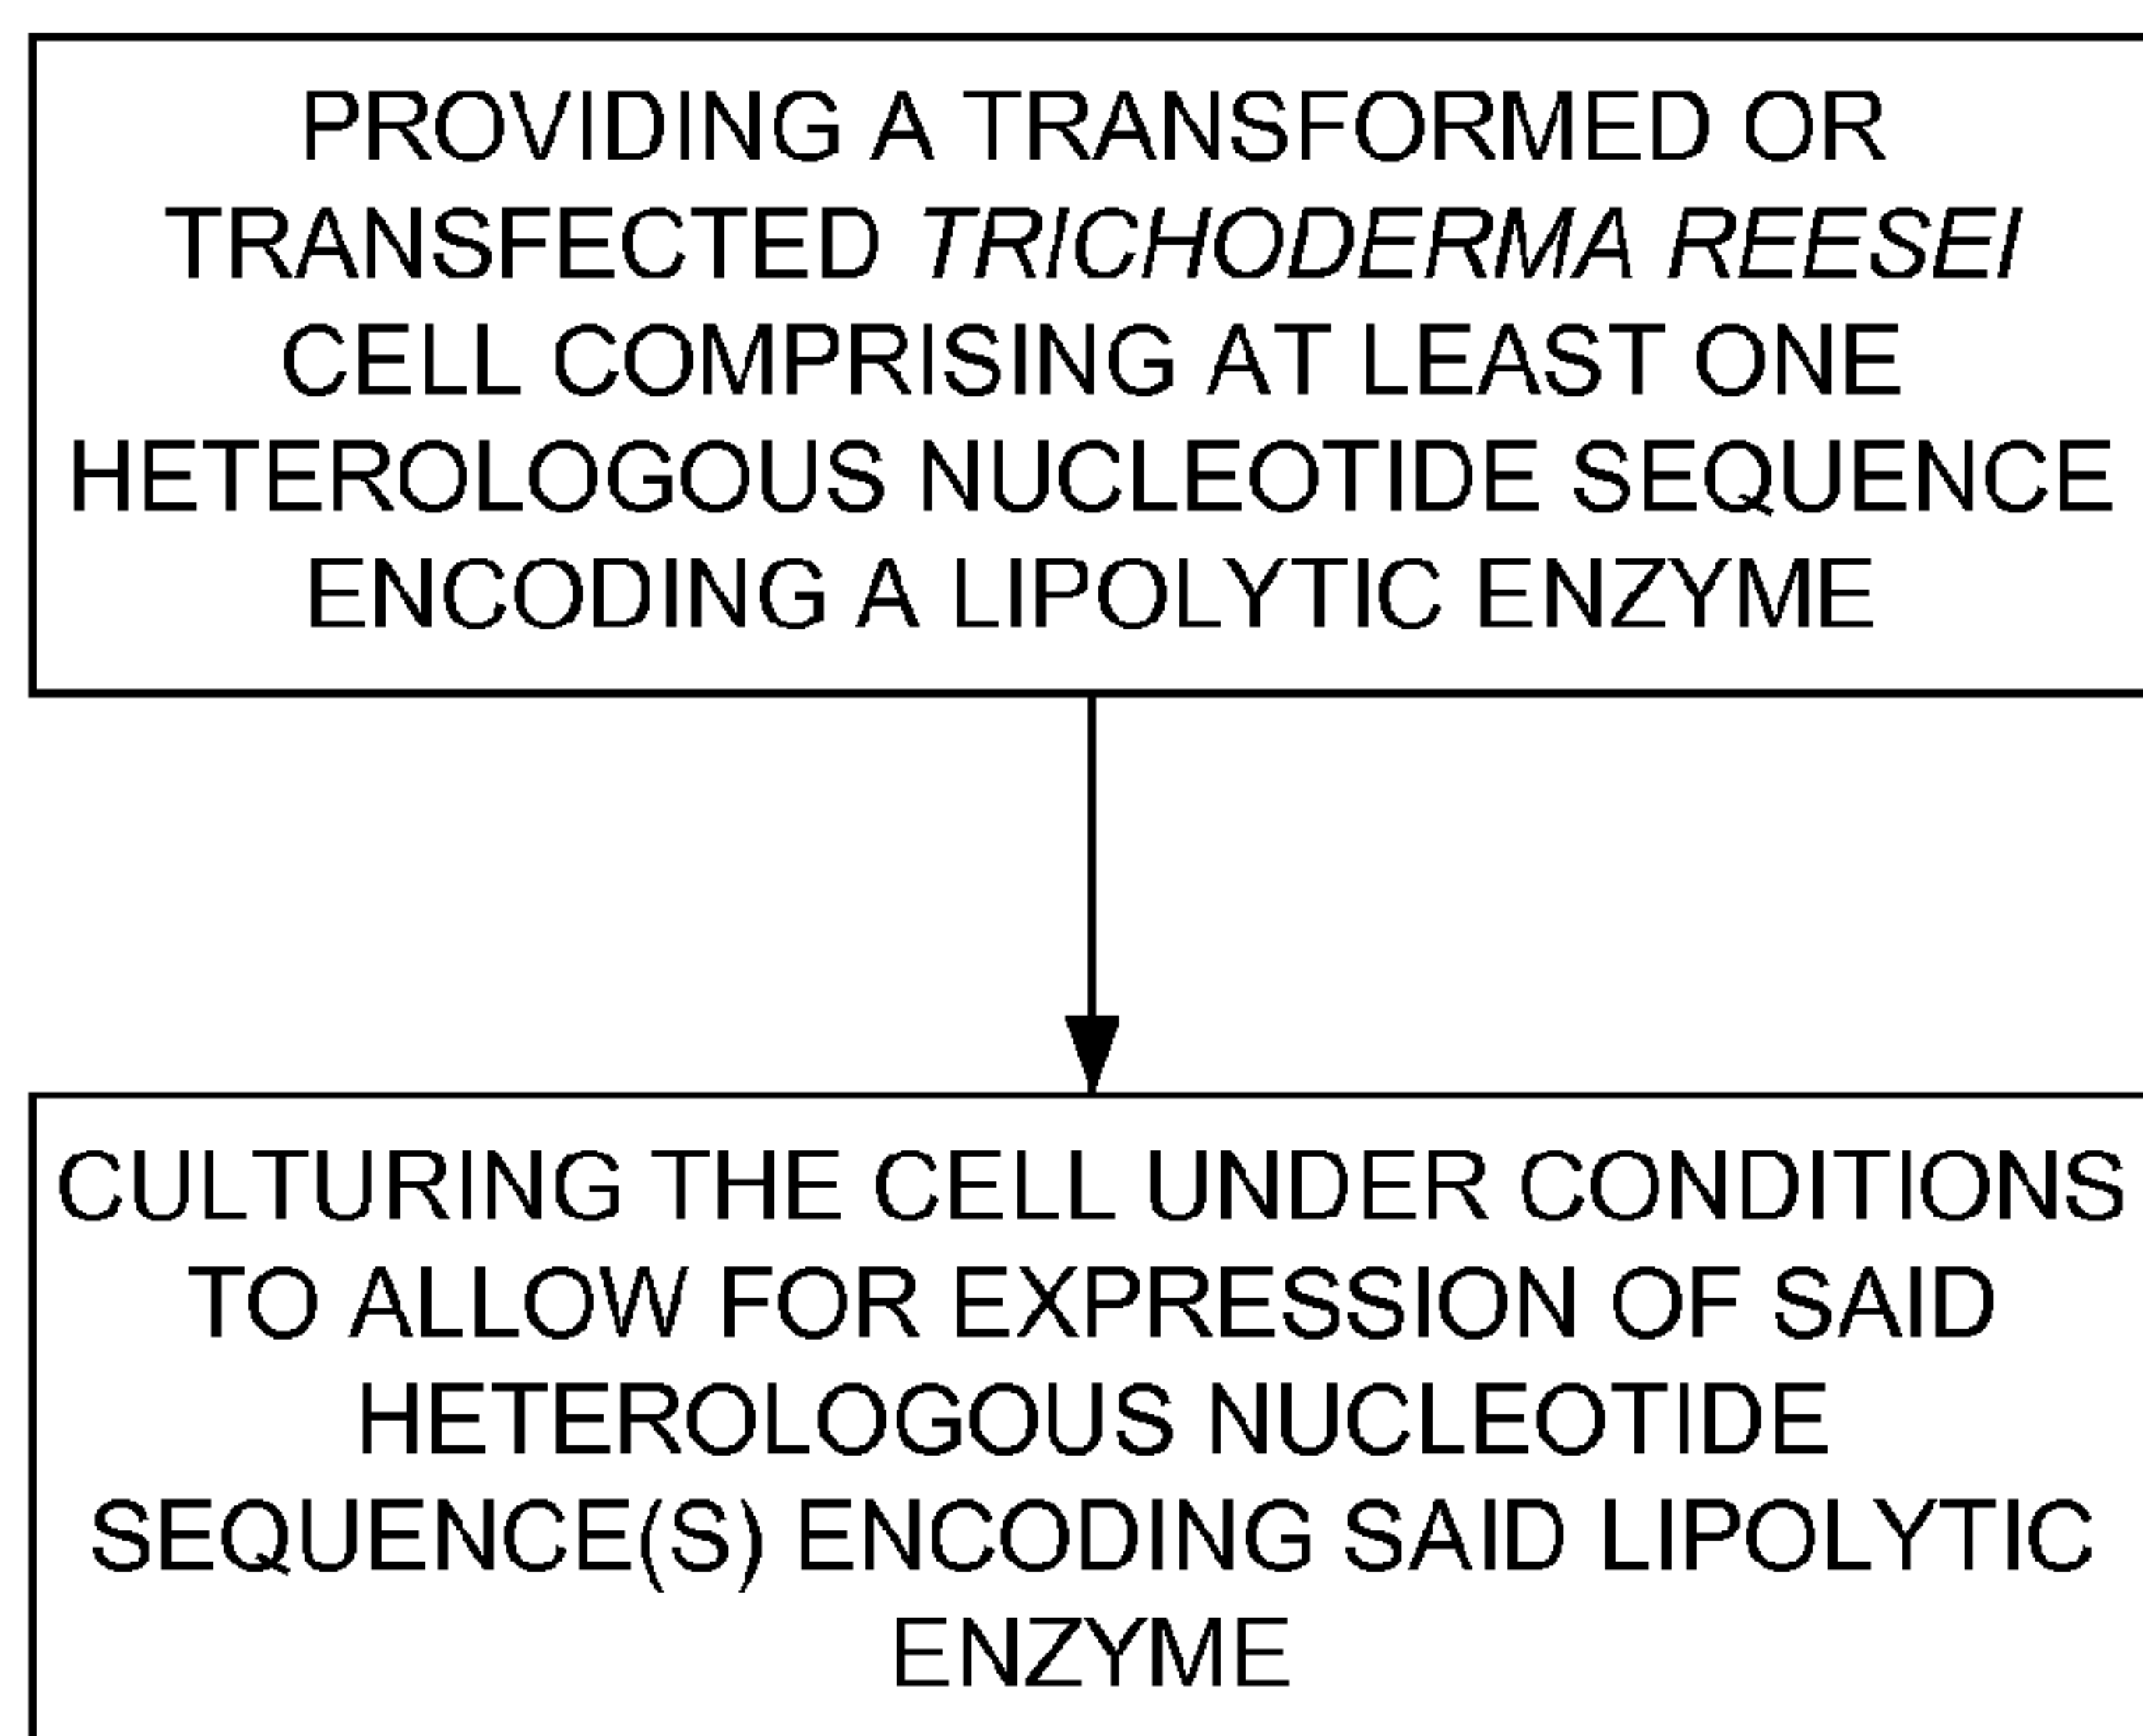 PROVIDING A TRANSFORMED OR
TRANSFECTED TRICHODERMA REESEI
CELL COMPRISING AT LEAST ONE
HETEROLOGOUS NUCLEOTIDE SEQUENCE
ENCODING A LIPOLYTIC ENZYME
CULTURING THE CELL UNDER CONDITIONS
TO ALLOW FOR EXPRESSION OF SAID
HETEROLOGOUS NUCLEOTIDE
SEQUENCE(S) ENCODING SAID LIPOLYTIC
ENZYME